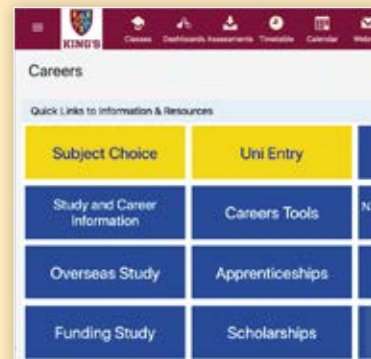 KING'S
Classes Dashboards Assessments Timetable Calendar
Careers
Quick Links to Information & Resources
Subject Choice Uni Entry
Study and Career Information Careers Tools
Overseas Study Apprenticeships
Funding Study Scholarships